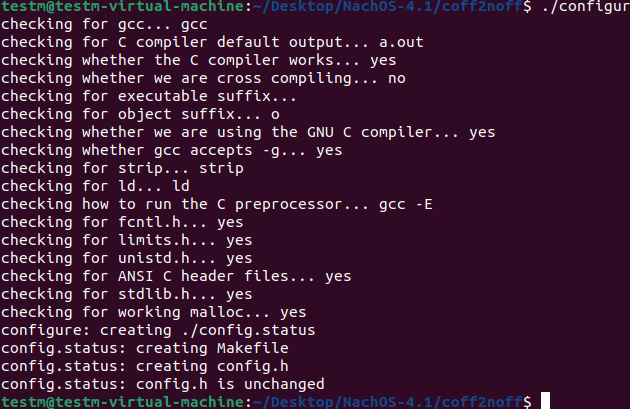 testm@testm-virtual-machine:~/Desktop/NachOS-4.1/coff2noff$ ./configur
checking for gcc... gcc
checking for C compiler default output... a.out
checking whether the C compiler works... yes
checking whether we are cross compiling... no
checking for executable suffix...
checking for object suffix... o
checking whether we are using the GNU C compiler... yes
checking whether gcc accepts -g... yes
checking for strip... strip
checking for ld... ld
checking how to run the C preprocessor... gcc -E
checking for fcntl.h... yes
checking for limits.h... yes
checking for unistd.h... yes
checking for ANSI C header files... yes
checking for stdlib.h... yes
checking for working malloc... yes
configure: creating ./config.status
config.status: creating Makefile
config.status: creating config.h
config.status: config.h is unchanged
testm@testm-virtual-machine:~/Desktop/NachOS-4.1/coff2noff$